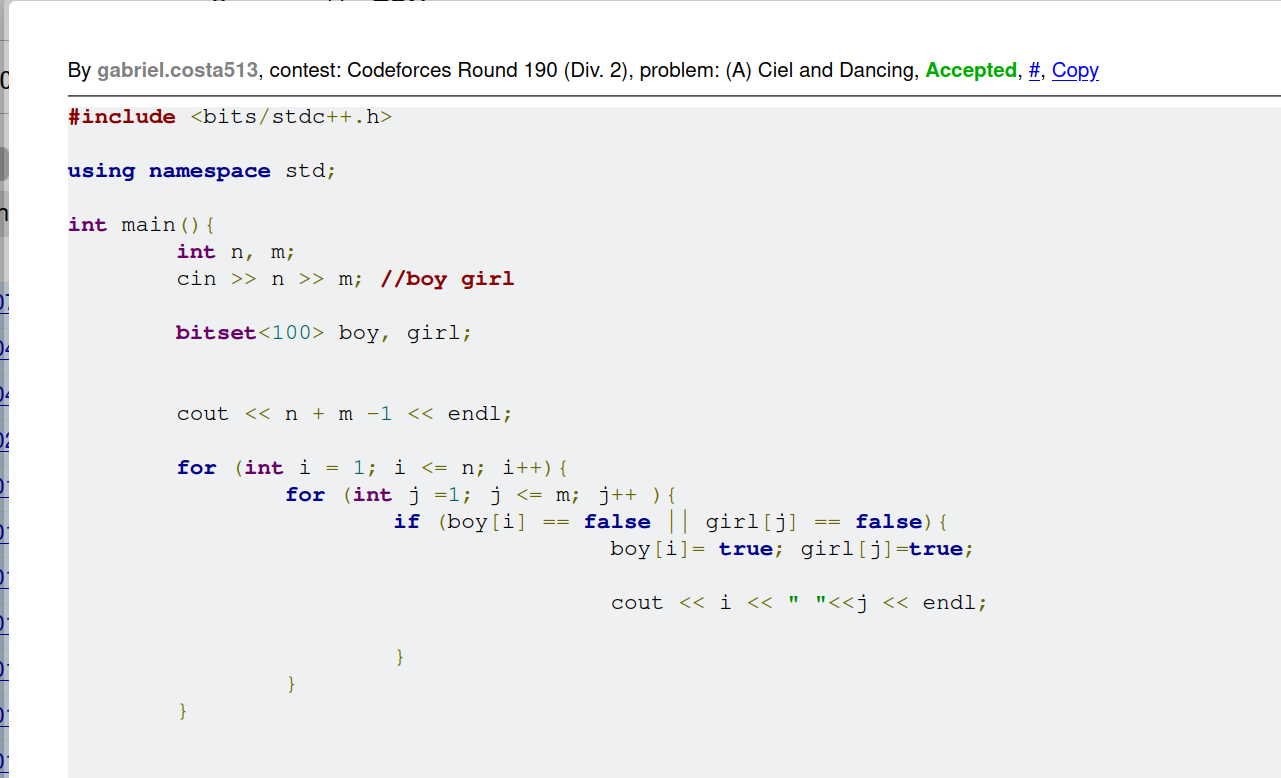 By gabriel.costa513, contest: Codeforces Round 190 (Div. 2), problem: (A) Ciel and Dancing, Accepted, #, Copy
#include <bits/stdc++.h>
using namespace std;
int main(){
int n, m;
cin >> n >> m; //boy girl
bitset<100> boy, girl;
cout << n + m -1 << endl;
for (int i = 1; i <= n; i++){
for (int j =1; j <= m; j++ ){
if (boy[i] == false || girl[j] == false){
boy[i]= true; girl[j]=true;
cout << i << " "<<j << endl;
}
}
}